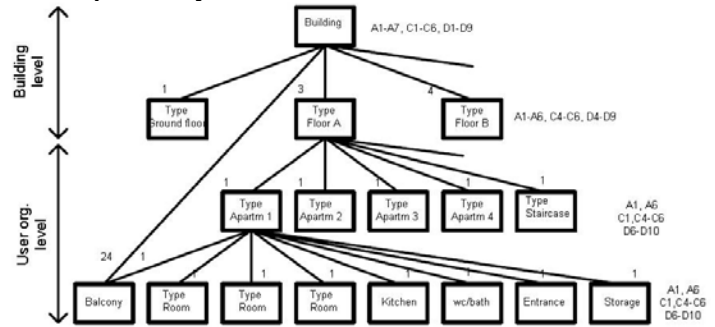 Building
A1-A7, C1-C6, D1-D9
Building
level
1
3
4
Type
Ground floor
Type
Floor A
Type
Floor B
A1-A6, C4-C6, D4-D9
User org.
level
1
1
1
1
1
Type
Apartm 1
Type
Apartm 2
Type
Apartm 3
Type
Apartm 4
Type
Staircase
A1, A6
C1,C4-C6
D6-D10
24
1
1
1
1
1
1
1
1
Balcony
Type
Room
Type
Room
Type
Room
Kitchen
wc/bath
Entrance
Storage
A1, A6
C1,C4-C6
D6-D10